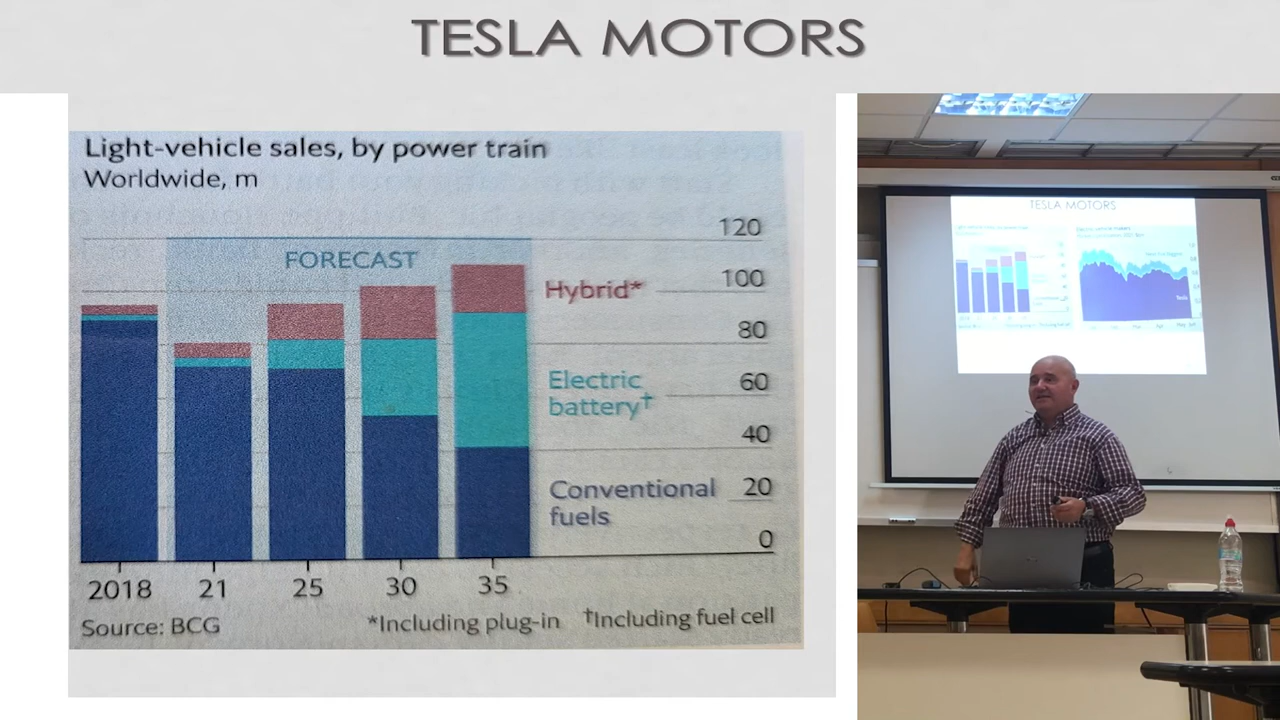 TESLA MOTORS
Light-vehicle sales, by power train
Worldwide, m
120
FORECAST
100
Hybrid*
80
Electric
battery†
60
40
Conventional
fuels
20
0
2018 21 25 30 35
Source: BCG
*Including plug-in †Including fuel cell
TESLA MOTORS
Tesla